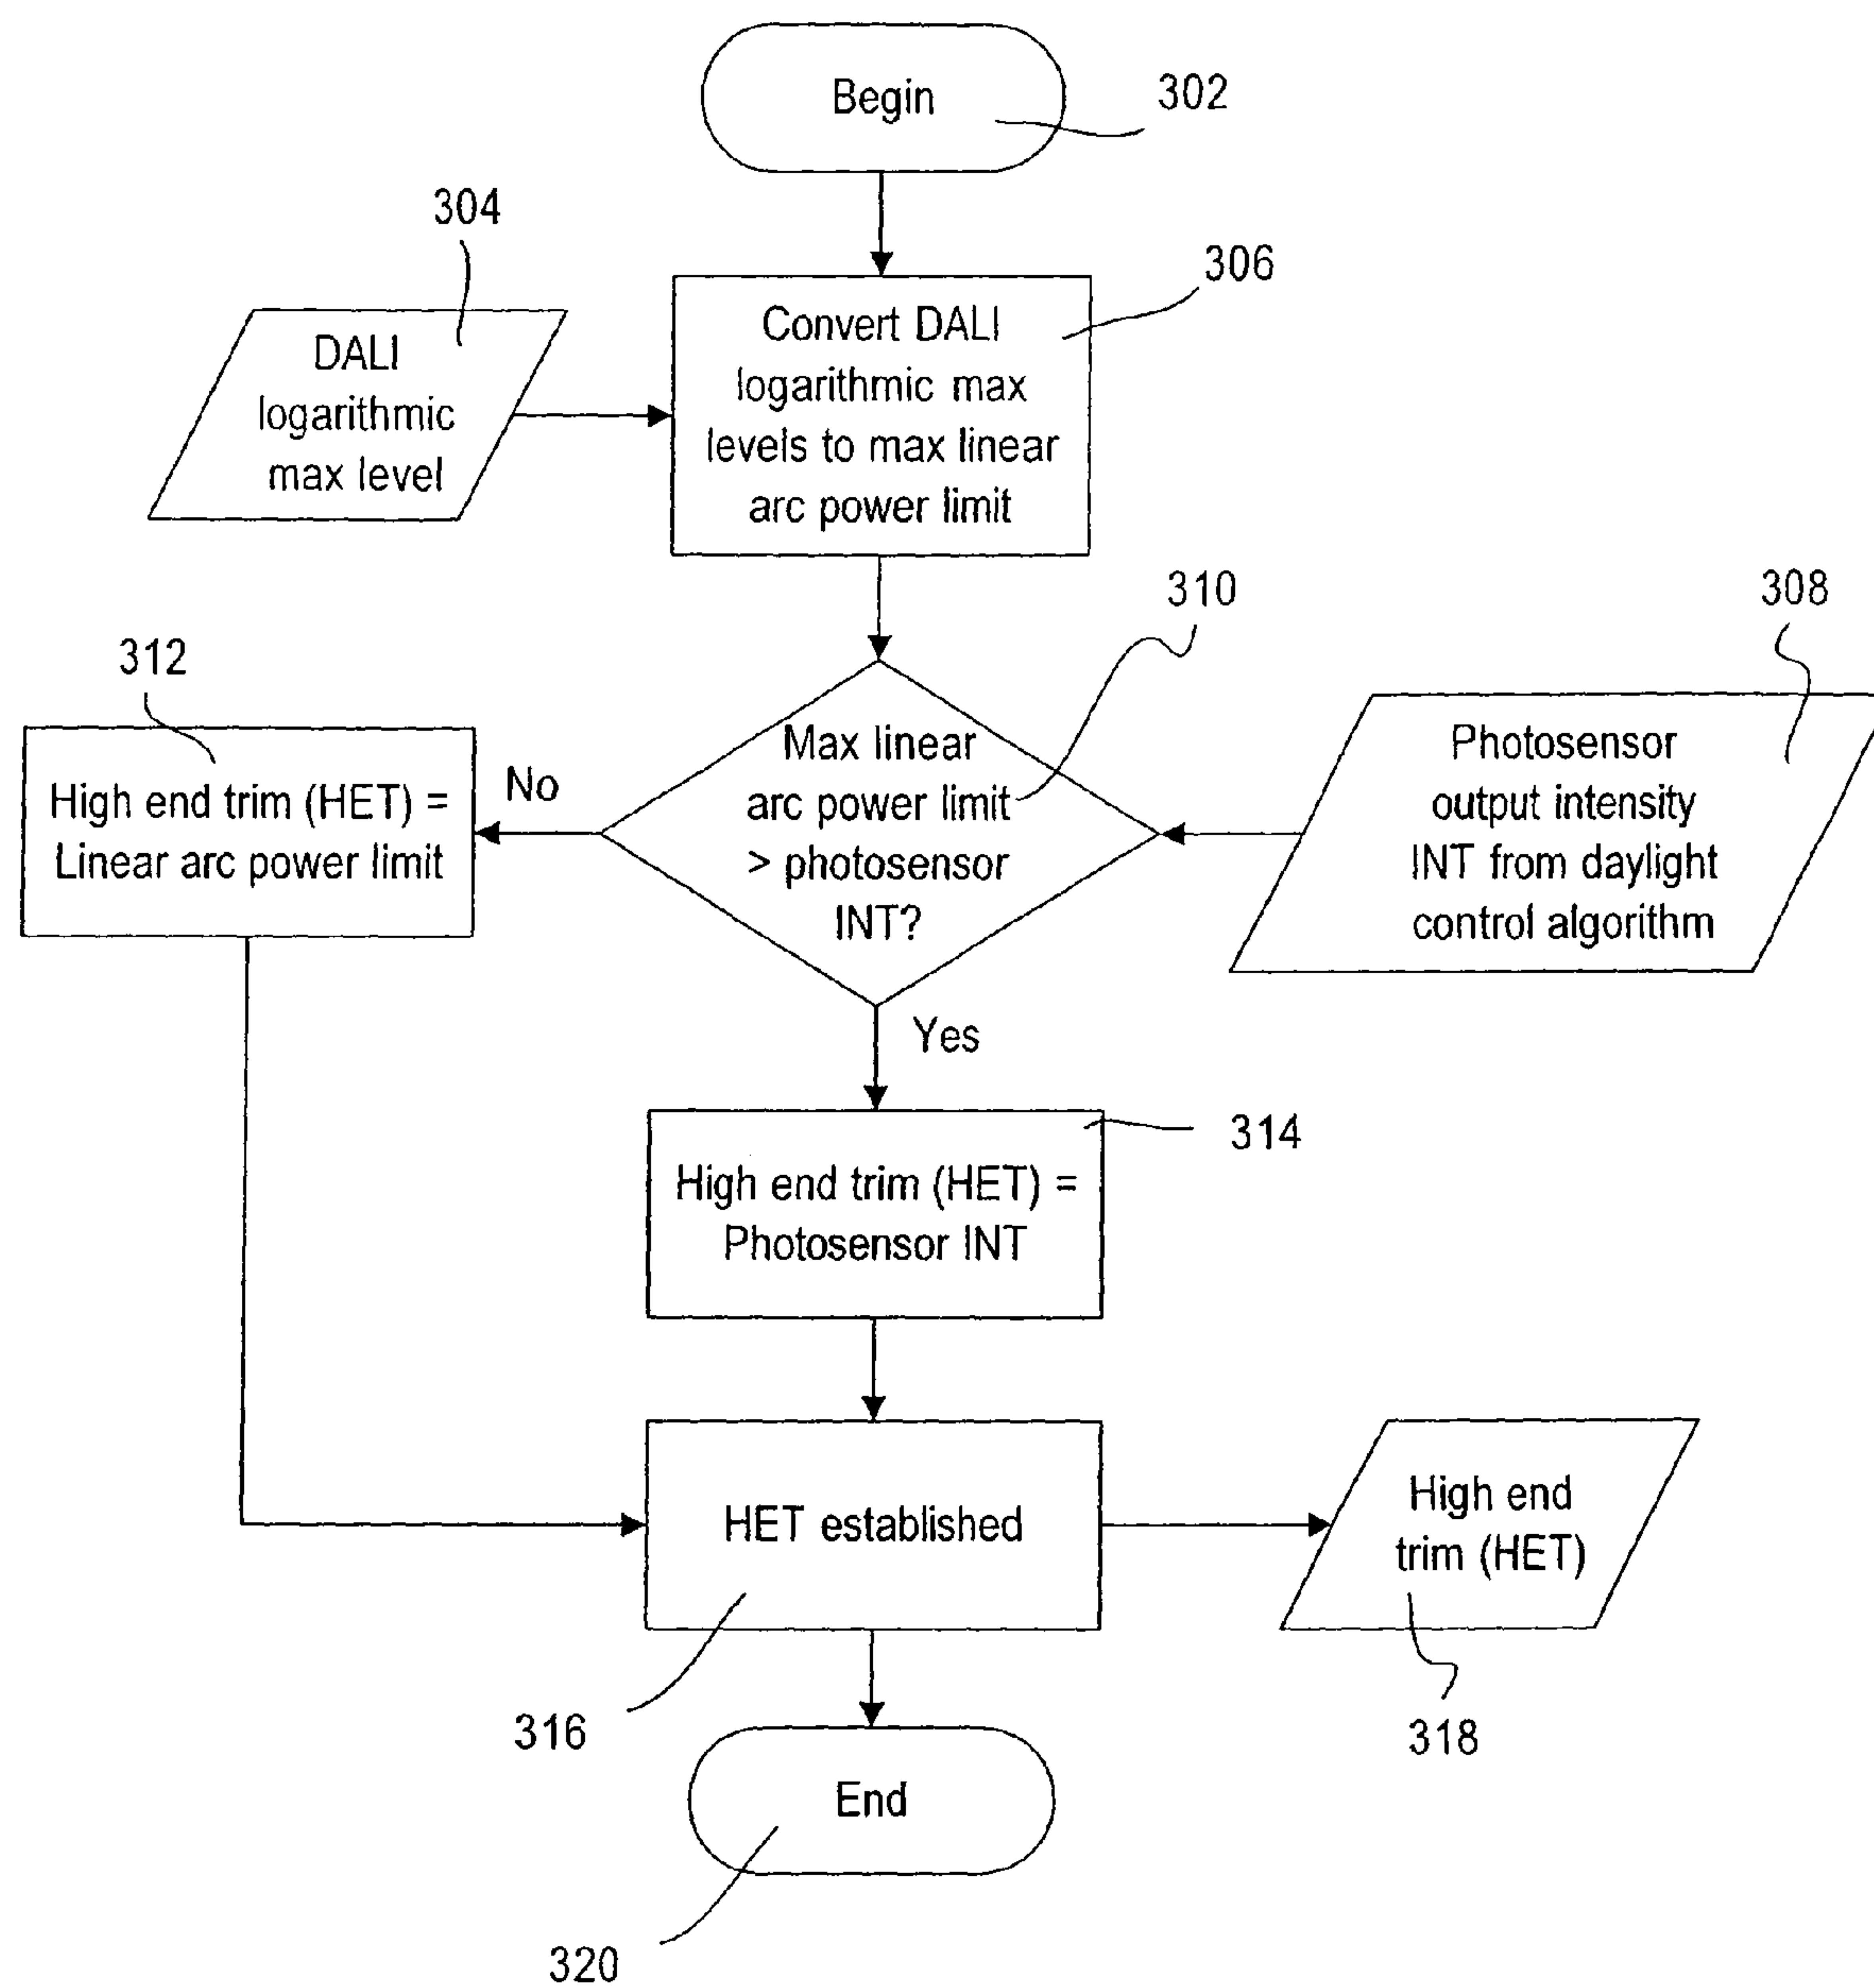 Begin
302
304
DALI
logarithmic
max level
306
Convert DALI
logarithmic max
levels to max linear
arc power limit
310
308
312
High end trim (HET) =
Linear arc power limit
No
Max linear
arc power limit
> photosensor
INT?
Photosensor
output intensity
INT from daylight
control algorithm
Yes
314
High end trim (HET) =
Photosensor INT
HET established
High end
trim (HET)
316
318
End
320